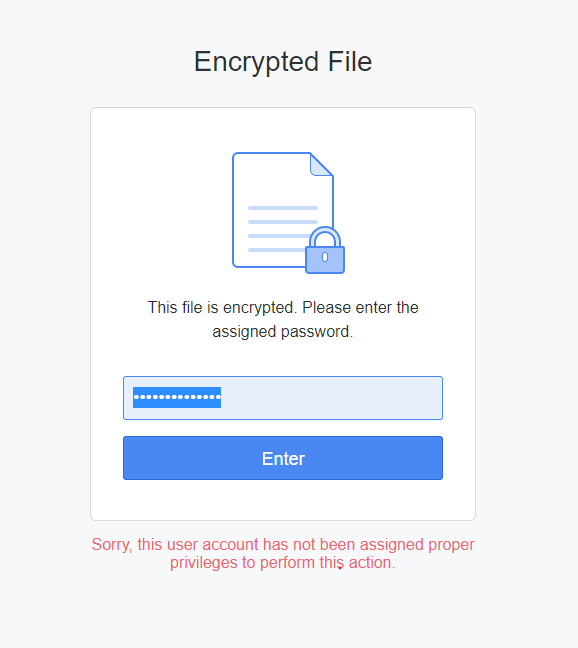 Encrypted File
This file is encrypted. Please enter the
assigned password.
••••••••••••••
Enter
Sorry, this user account has not been assigned proper
privileges to perform this action.